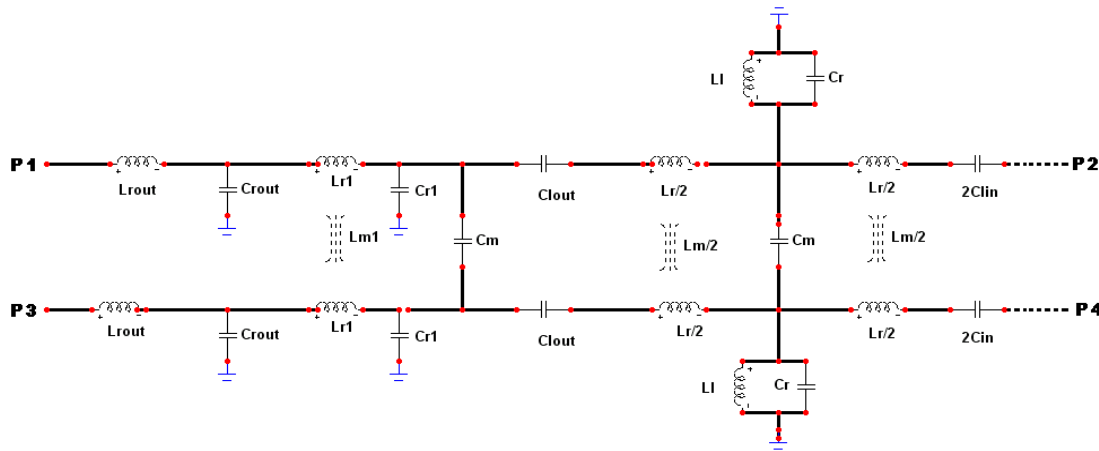 Ll Cr
P1 P2
Lrout Crout Lr1 Cr1 Clout Lr/2 Lr/2 2Clin
Lm1 Cm Lm/2 Cm Lm/2
P3 P4
Lrout Crout Lr1 Cr1 Clout Lr/2 Lr/2 2Cin
Ll Cr